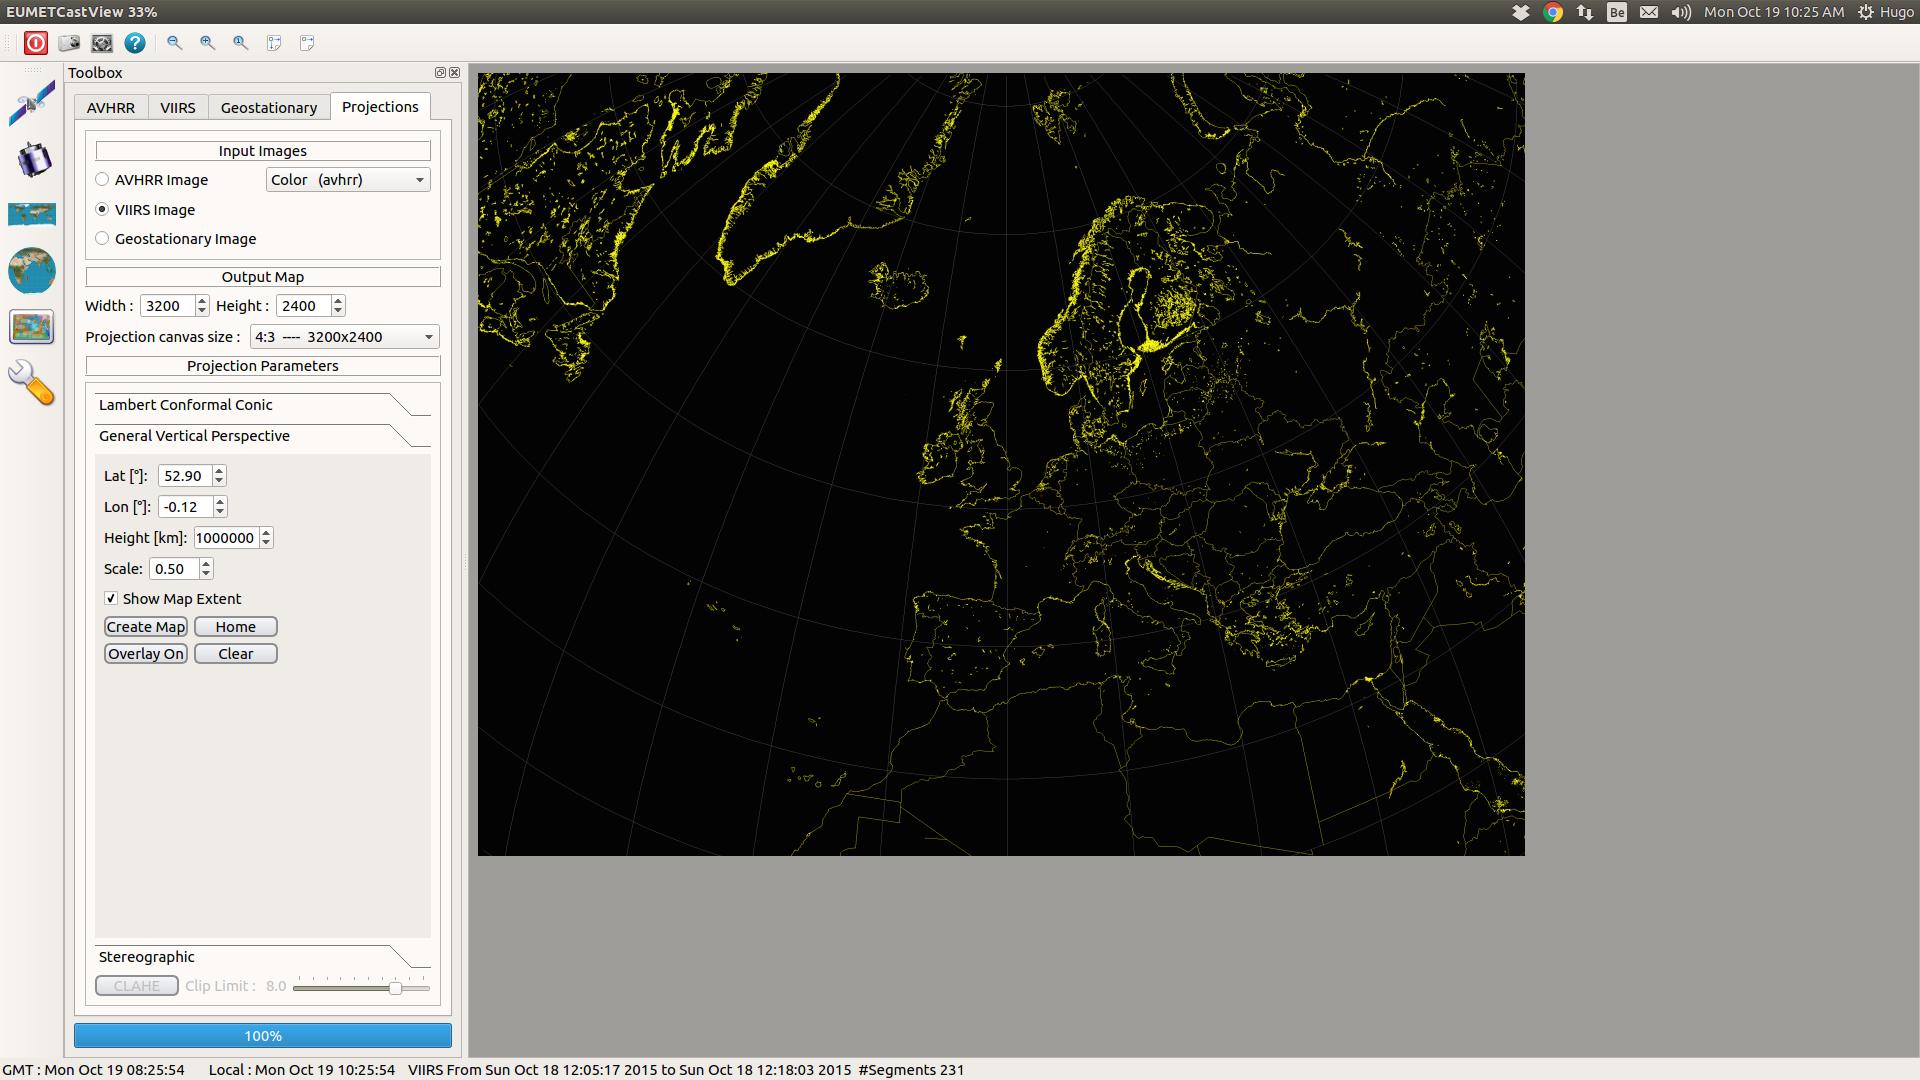 EUMETCastView 33%
Be
Mon Oct 19 10:25 AM
Hugo
Toolbox
AVHRR VIIRS Geostationary Projections
Input Images
AVHRR Image Color (avhrr)
VIIRS Image
Geostationary Image
Output Map
Width : 3200 Height : 2400
Projection canvas size : 4:3 ---- 3200x2400
Projection Parameters
Lambert Conformal Conic
General Vertical Perspective
Lat [°]: 52.90
Lon [°]: -0.12
Height [km]: 1000000
Scale: 0.50
Show Map Extent
Create Map Home
Overlay On Clear
Stereographic
CLAHE Clip Limit : 8.0
100%
GMT : Mon Oct 19 08:25:54 Local : Mon Oct 19 10:25:54 VIIRS From Sun Oct 18 12:05:17 2015 to Sun Oct 18 12:18:03 2015 #Segments 231